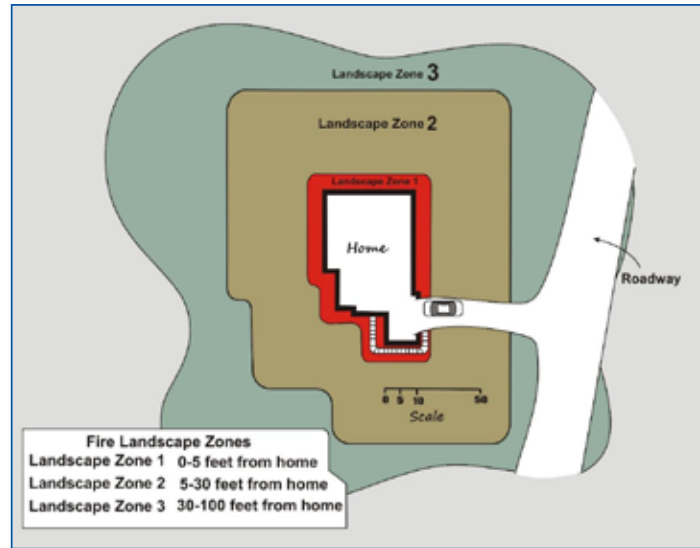 Landscape Zone 3
Landscape Zone 2
Landscape Zone 1
Home
Roadway
0 5 10 50
Scale
Fire Landscape Zones
Landscape Zone 1 0-5 feet from home
Landscape Zone 2 5-30 feet from home
Landscape Zone 3 30-100 feet from home